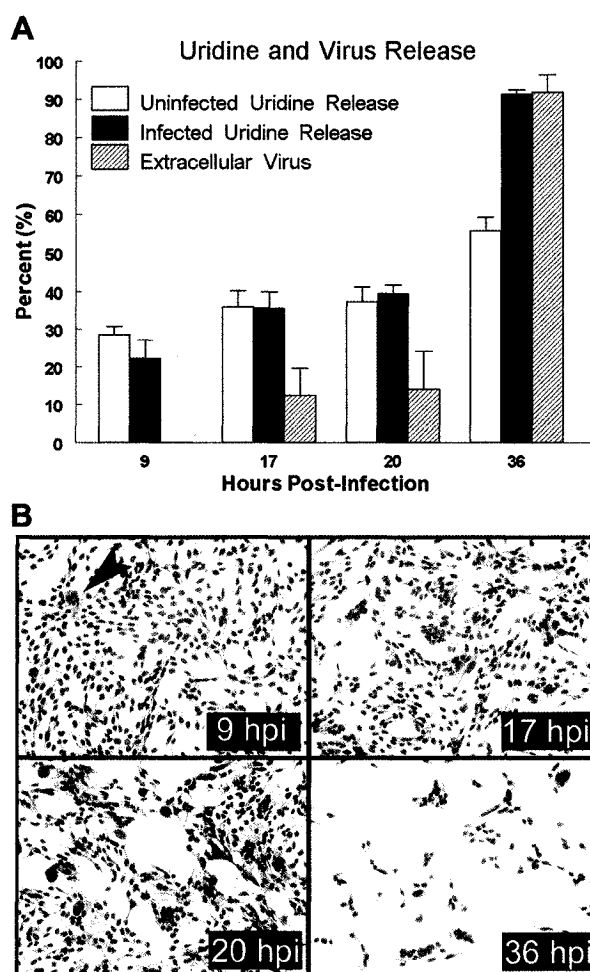 A
Uridine and Virus Release
Uninfected Uridine Release
Infected Uridine Release
Extracellular Virus
Percent (%)
100
90
80
70
60
50
40
30
20
10
0
9
17
20
36
Hours Post-Infection
B
9 hpi
17 hpi
20 hpi
36 hpi